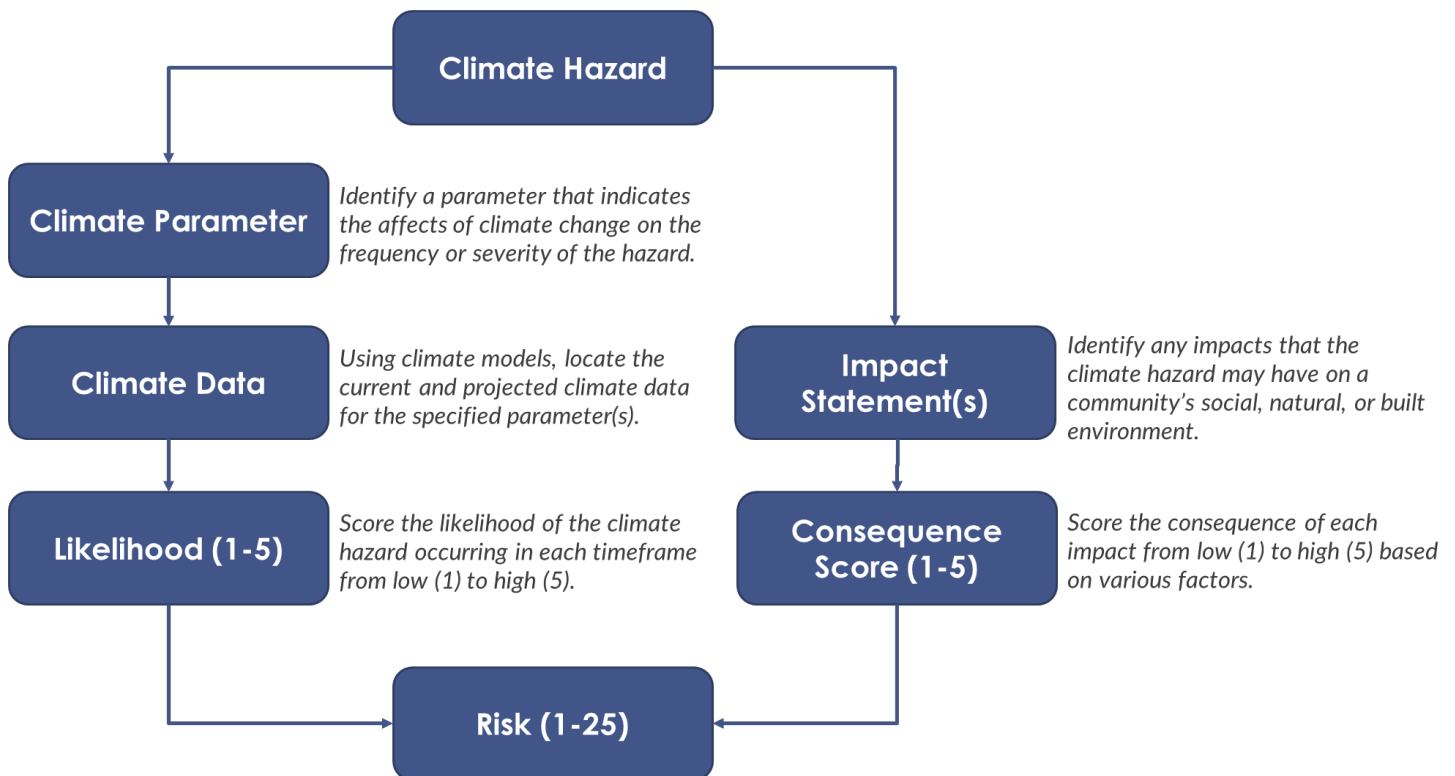 Climate Hazard
Climate Parameter
Identify a parameter that indicates
the affects of climate change on the
frequency or severity of the hazard.
Climate Data
Using climate models, locate the
current and projected climate data
for the specified parameter(s).
Impact
Statement(s)
Identify any impacts that the
climate hazard may have on a
community’s social, natural, or built
environment.
Likelihood (1-5)
Score the likelihood of the climate
hazard occurring in each timeframe
from low (1) to high (5).
Consequence
Score (1-5)
Score the consequence of each
impact from low (1) to high (5) based
on various factors.
Risk (1-25)